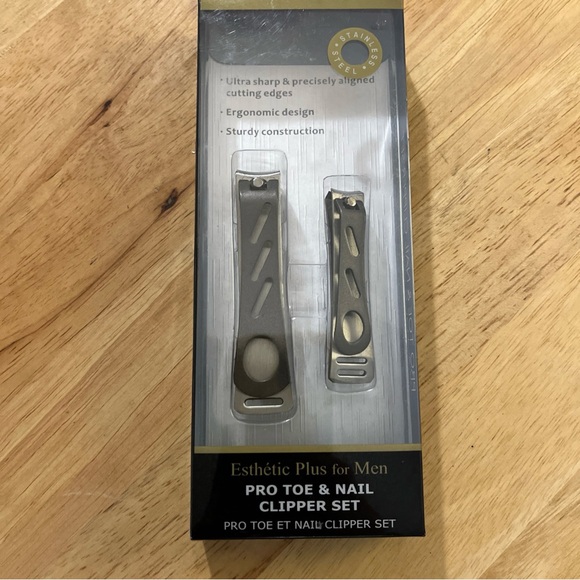 STAINLESS STEEL
· Ultra sharp & precisely aligned
cutting edges
· Ergonomic design
· Sturdy construction
Esthétic Plus for Men
PRO TOE & NAIL
CLIPPER SET
PRO TOE ET NAIL CLIPPER SET